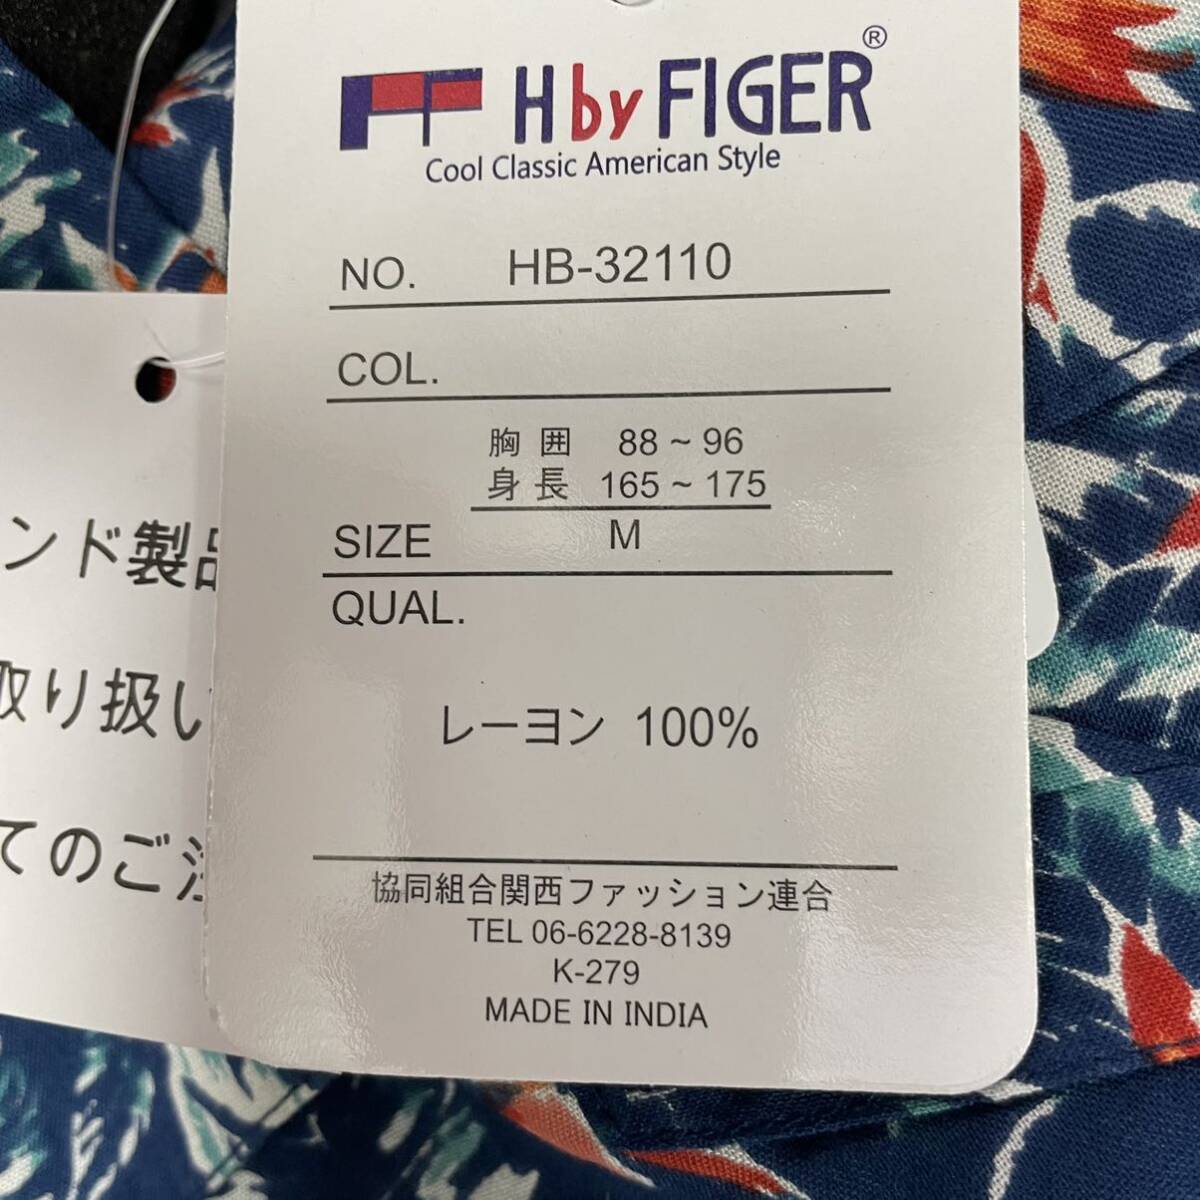 H by FIGER®
Cool Classic American Style
NO. HB-32110
COL.
胸囲 88~96
身長 165~175
SIZE M
QUAL.
レーヨン 100%
協同組合関西ファッション連合
TEL 06-6228-8139
K-279
MADE IN INDIA
ンド製品
取り扱い
てのご注